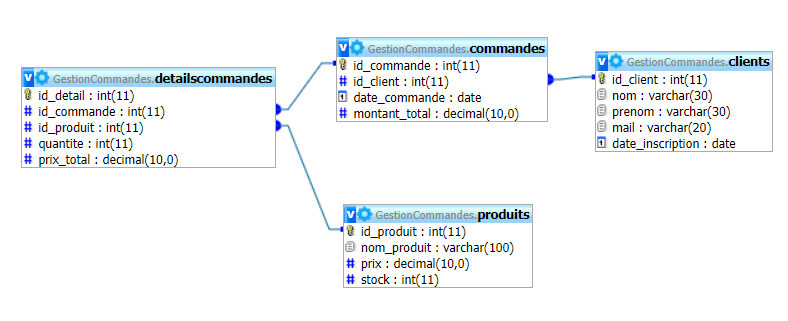 GestionCommandes.detailscommandes
id_detail : int(11)
id_commande : int(11)
id_produit : int(11)
quantite : int(11)
prix_total : decimal(10,0)
GestionCommandes.commandes
id_commande : int(11)
id_client : int(11)
date_commande : date
montant_total : decimal(10,0)
GestionCommandes.clients
id_client : int(11)
nom : varchar(30)
prenom : varchar(30)
mail : varchar(20)
date_inscription : date
GestionCommandes.produits
id_produit : int(11)
nom_produit : varchar(100)
prix : decimal(10,0)
stock : int(11)